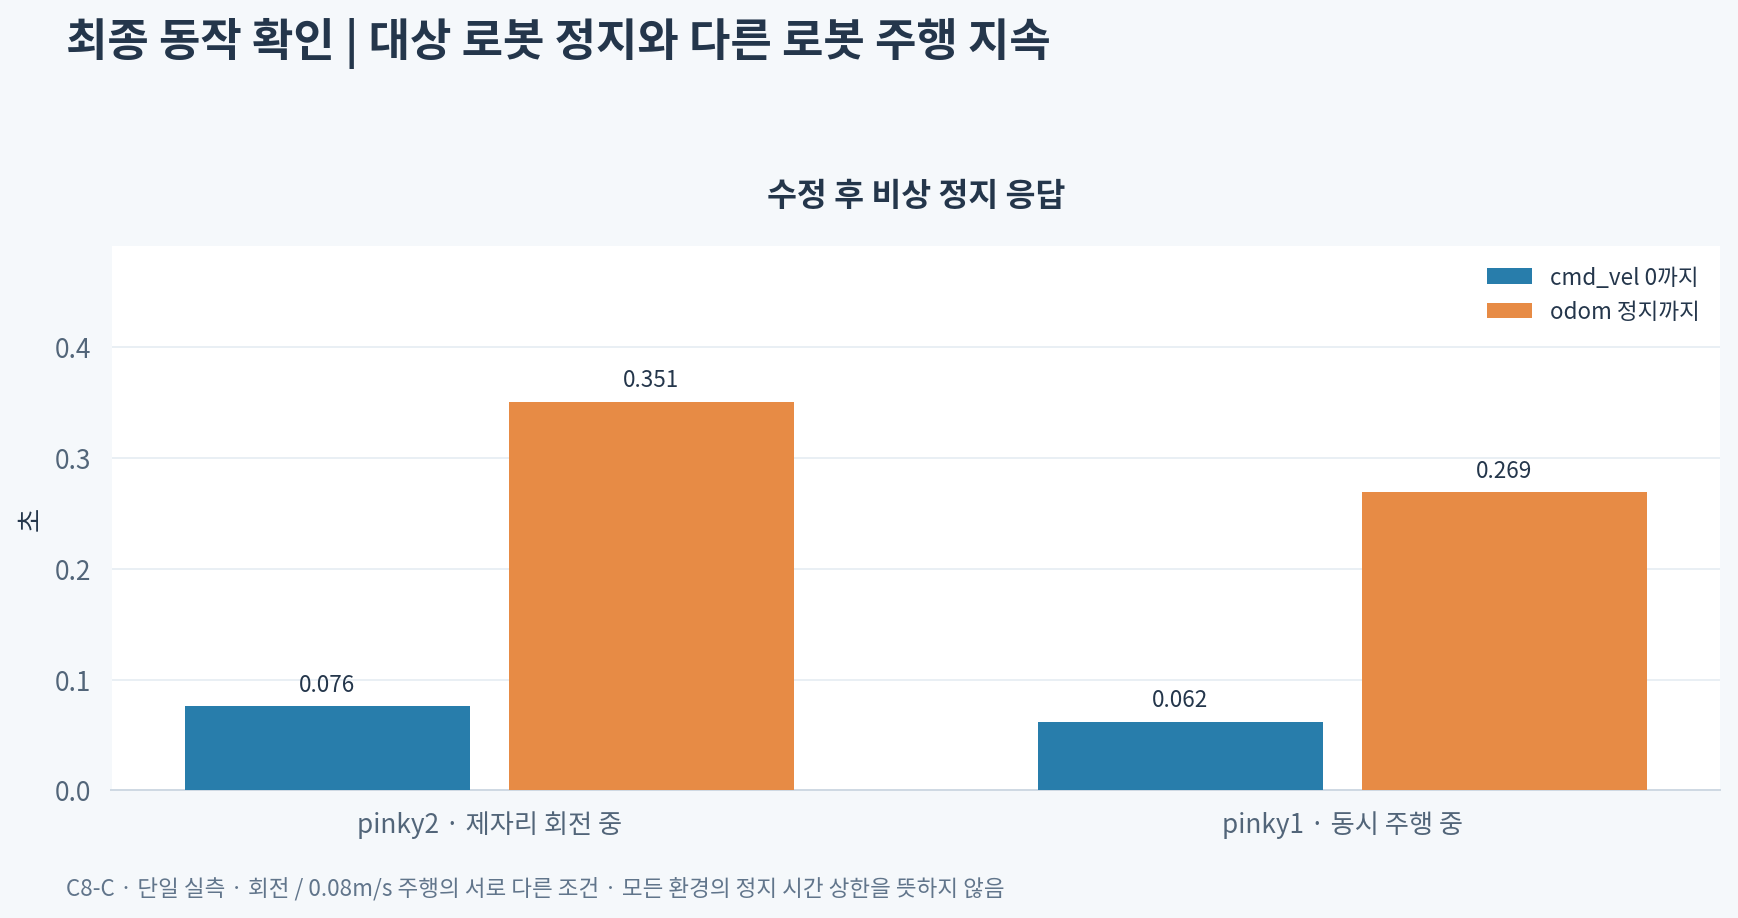 최종 동작 확인 | 대상 로봇 정지와 다른 로봇 주행 지속
수정 후 비상 정지 응답
cmd_vel 0까지
odom 정지까지
0.4
0.3
0.2
0.1
0.0
초
0.076
0.351
0.062
0.269
pinky2 · 제자리 회전 중
pinky1 · 동시 주행 중
C8-C · 단일 실측 · 회전 / 0.08m/s 주행의 서로 다른 조건 · 모든 환경의 정지 시간 상한을 뜻하지 않음